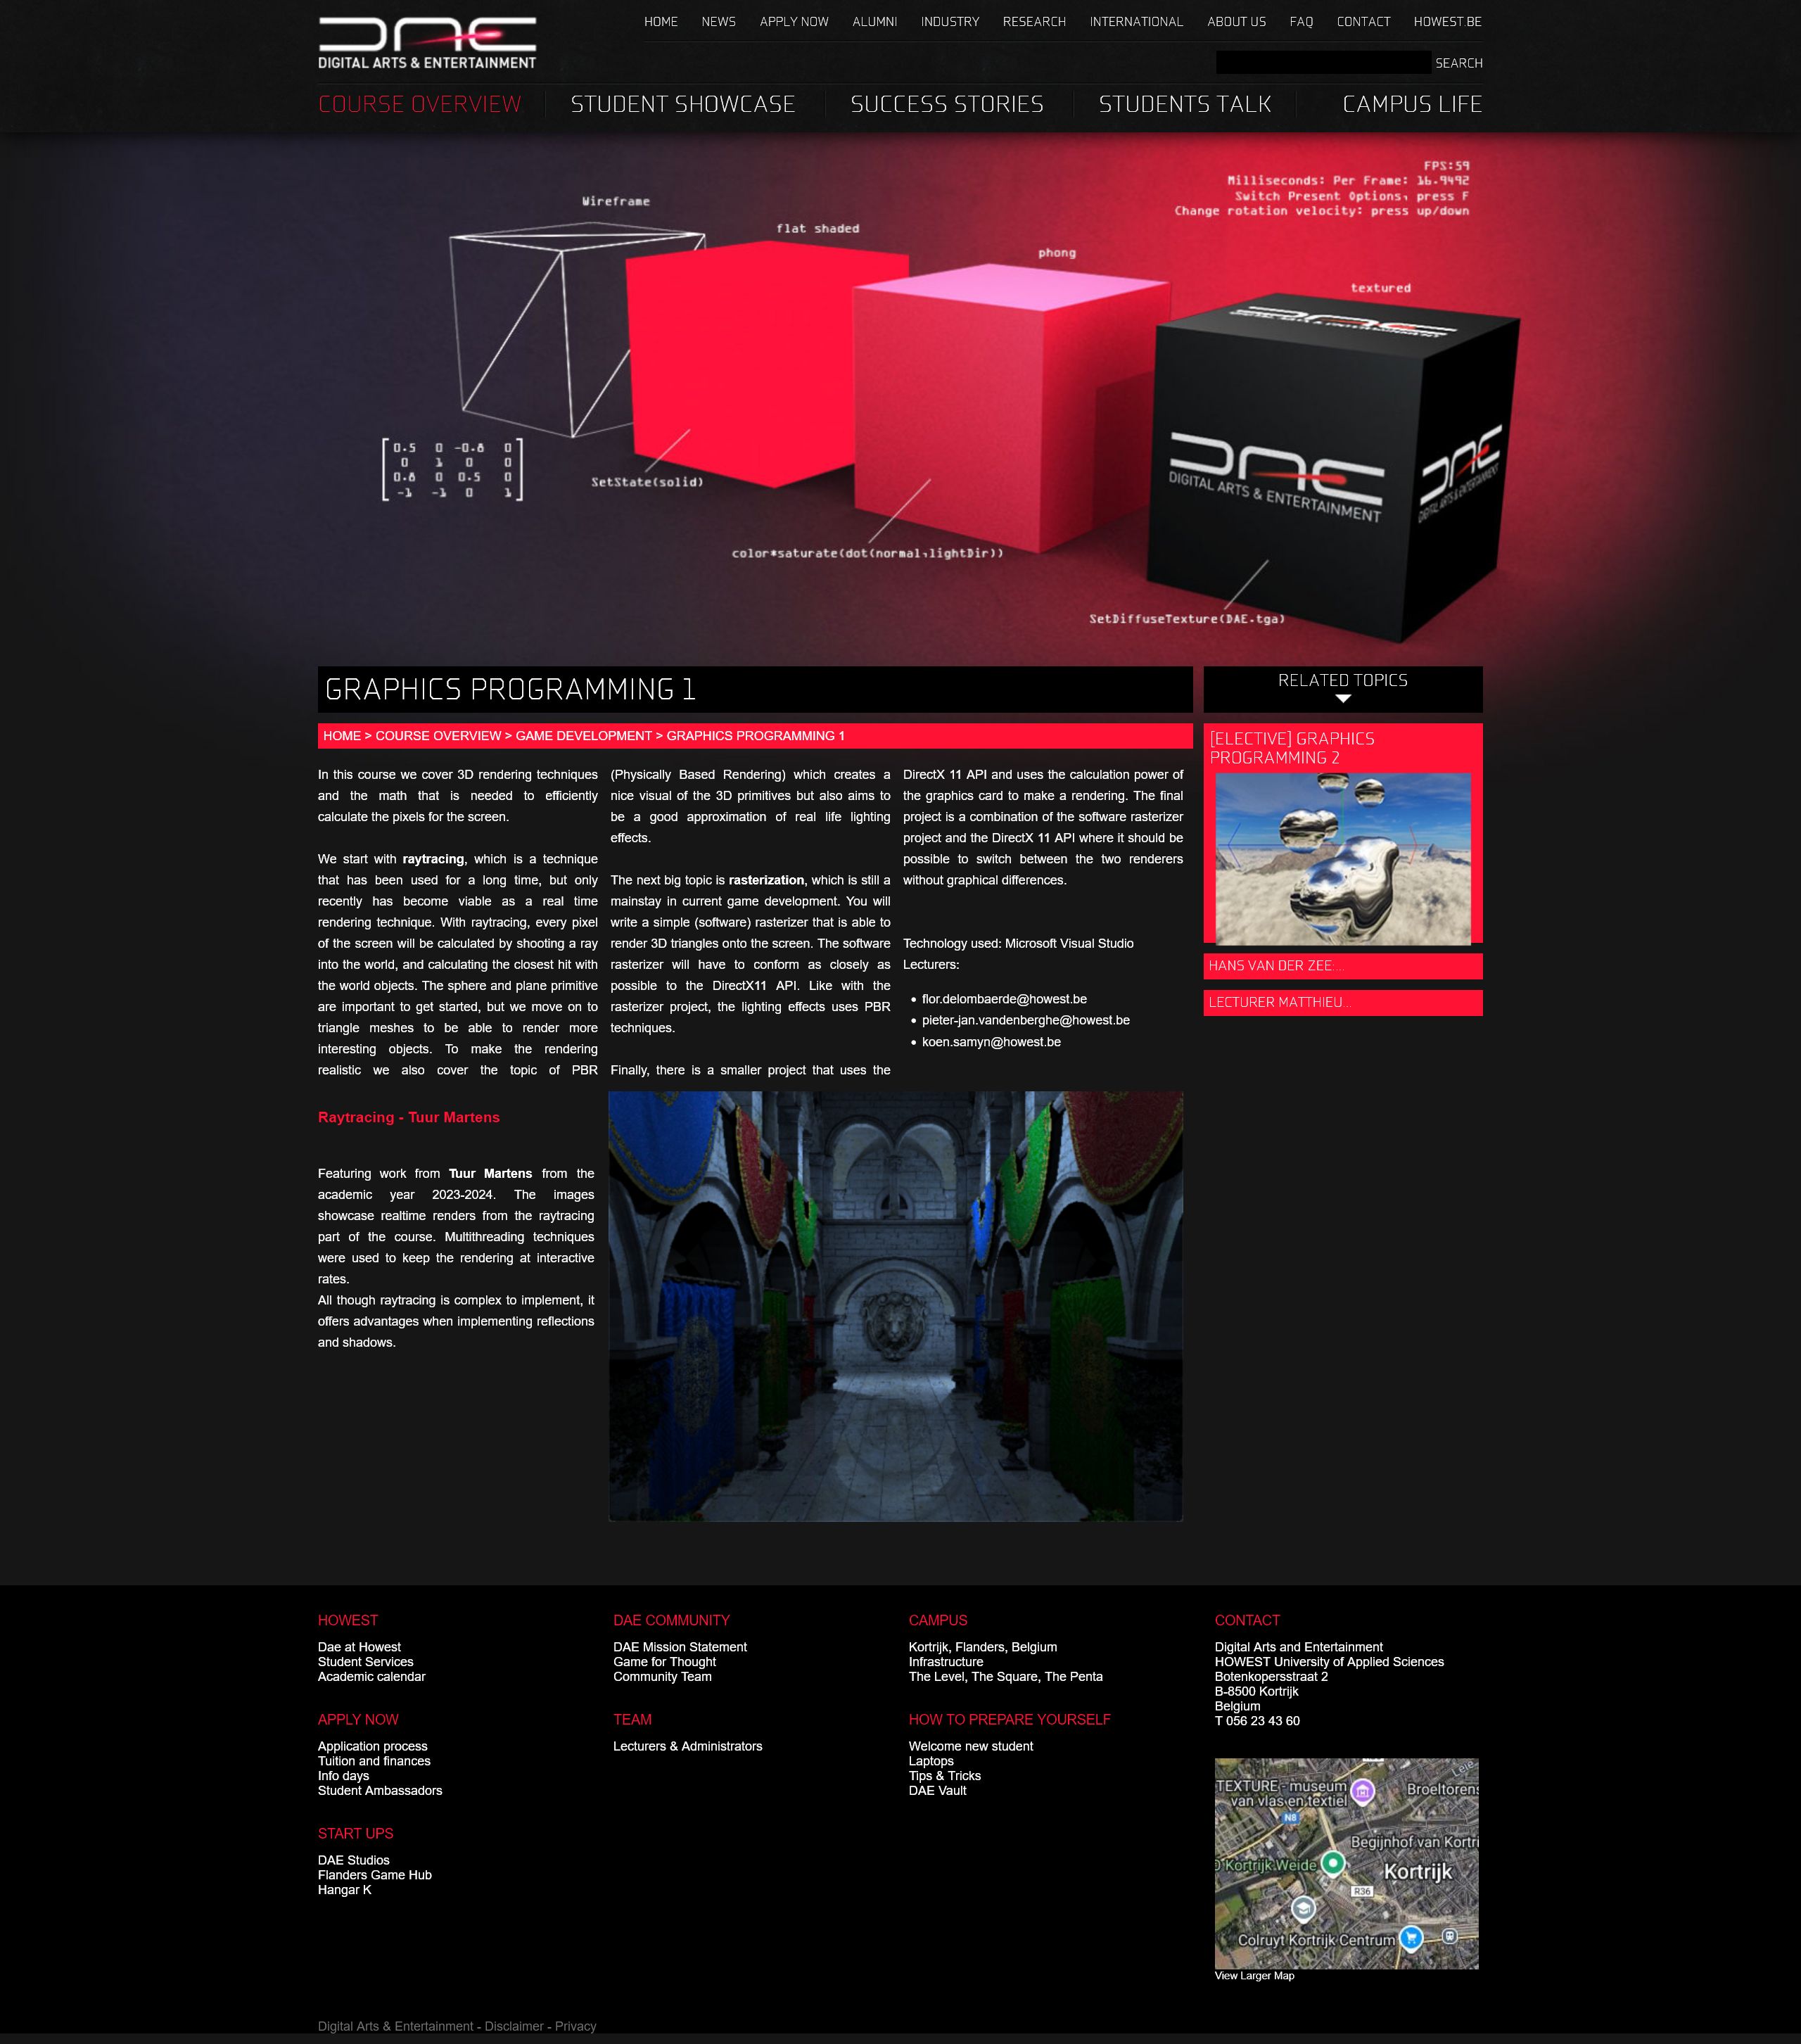 DIGITAL ARTS & ENTERTAINMENT
HOME NEWS APPLY NOW ALUMNI INDUSTRY RESEARCH INTERNATIONAL ABOUT US FAQ CONTACT HOWEST.BE
SEARCH
COURSE OVERVIEW STUDENT SHOWCASE SUCCESS STORIES STUDENTS TALK CAMPUS LIFE
FPS:59
Milliseconds: Per Frame: 16.9492
Switch Present Options, press F
Change rotation velocity: press up/down
Wireframe
flat shaded
phong
textured
0.5 0 -0.8 0
0 1 0 0
0.8 0 0.5 0
-1 -1 0 1
SetState(solid)
color*saturate(dot(normal,lightDir))
SetDiffuseTexture(DAE.tga)
DIGITAL ARTS & ENTERTAINMENT
DIGITAL ARTS & ENTERTAINMENT
DIGITAL ARTS & ENTERTAINMENT
GRAPHICS PROGRAMMING 1
HOME > COURSE OVERVIEW > GAME DEVELOPMENT > GRAPHICS PROGRAMMING 1
In this course we cover 3D rendering techniques
and the math that is needed to efficiently
calculate the pixels for the screen.
We start with raytracing, which is a technique
that has been used for a long time, but only
recently has become viable as a real time
rendering technique. With raytracing, every pixel
of the screen will be calculated by shooting a ray
into the world, and calculating the closest hit with
the world objects. The sphere and plane primitive
are important to get started, but we move on to
triangle meshes to be able to render more
interesting objects. To make the rendering
realistic we also cover the topic of PBR
(Physically Based Rendering) which creates a
nice visual of the 3D primitives but also aims to
be a good approximation of real life lighting
effects.
The next big topic is rasterization, which is still a
mainstay in current game development. You will
write a simple (software) rasterizer that is able to
render 3D triangles onto the screen. The software
rasterizer will have to conform as closely as
possible to the DirectX11 API. Like with the
rasterizer project, the lighting effects uses PBR
techniques.
Finally, there is a smaller project that uses the
DirectX 11 API and uses the calculation power of
the graphics card to make a rendering. The final
project is a combination of the software rasterizer
project and the DirectX 11 API where it should be
possible to switch between the two renderers
without graphical differences.
Technology used: Microsoft Visual Studio
Lecturers:
• flor.delombaerde@howest.be
• pieter-jan.vandenberghe@howest.be
• koen.samyn@howest.be
RELATED TOPICS
[ELECTIVE] GRAPHICS
PROGRAMMING 2
HANS VAN DER ZEE:...
LECTURER MATTHIEU...
Raytracing - Tuur Martens
Featuring work from Tuur Martens from the
academic year 2023-2024. The images
showcase realtime renders from the raytracing
part of the course. Multithreading techniques
were used to keep the rendering at interactive
rates.
All though raytracing is complex to implement, it
offers advantages when implementing reflections
and shadows.
HOWEST
Dae at Howest
Student Services
Academic calendar
APPLY NOW
Application process
Tuition and finances
Info days
Student Ambassadors
START UPS
DAE Studios
Flanders Game Hub
Hangar K
DAE COMMUNITY
DAE Mission Statement
Game for Thought
Community Team
TEAM
Lecturers & Administrators
CAMPUS
Kortrijk, Flanders, Belgium
Infrastructure
The Level, The Square, The Penta
HOW TO PREPARE YOURSELF
Welcome new student
Laptops
Tips & Tricks
DAE Vault
CONTACT
Digital Arts and Entertainment
HOWEST University of Applied Sciences
Botenkopersstraat 2
B-8500 Kortrijk
Belgium
T 056 23 43 60
Leie
TEXTURE - museum
van vlas en textiel
Broeltorens
N8
Begijnhof van Kortri
Kortrijk Weide
Kortrijk
R36
Colruyt Kortrijk Centrum
View Larger Map
Digital Arts & Entertainment - Disclaimer - Privacy